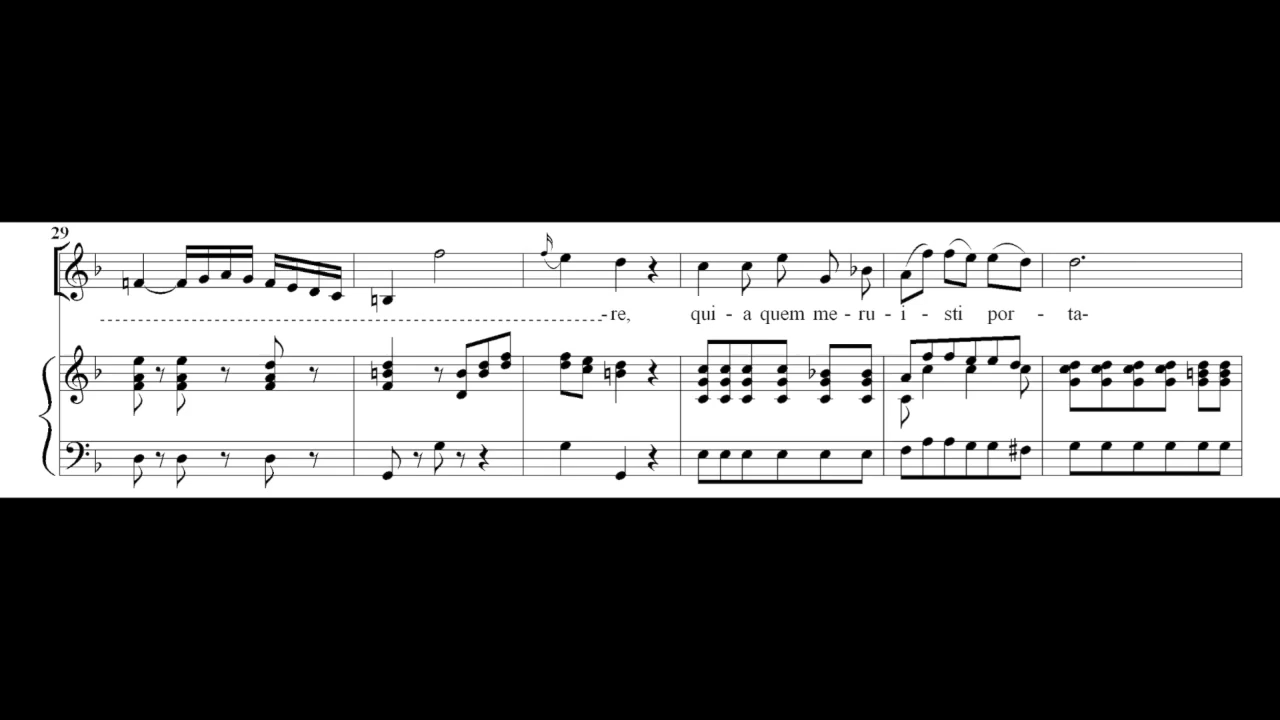 29
-re, qui - a quem me - ru - i - sti por - ta-